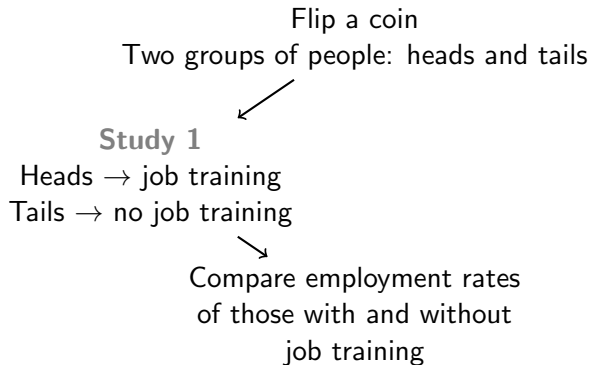 Flip a coin
Two groups of people: heads and tails
Study 1
Heads → job training
Tails → no job training
Compare employment rates
of those with and without
job training